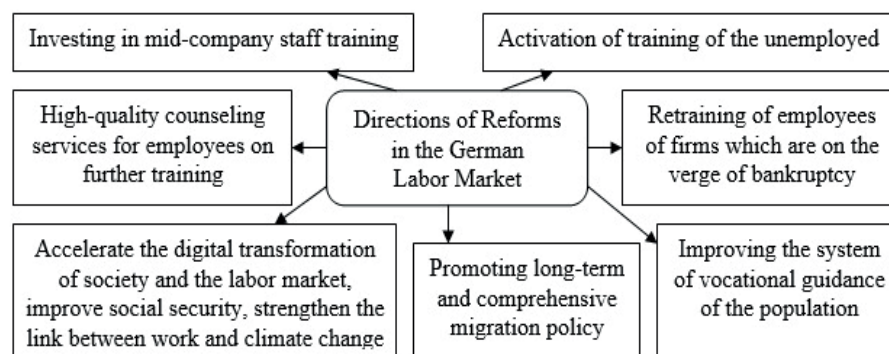 Investing in mid-company staff training
Activation of training of the unemployed
High-quality counseling
services for employees on
further training
Directions of Reforms
in the German
Labor Market
Retraining of employees
of firms which are on the
verge of bankruptcy
Accelerate the digital transformation
of society and the labor market,
improve social security, strengthen the
link between work and climate change
Promoting long-term
and comprehensive
migration policy
Improving the system
of vocational guidance
of the population